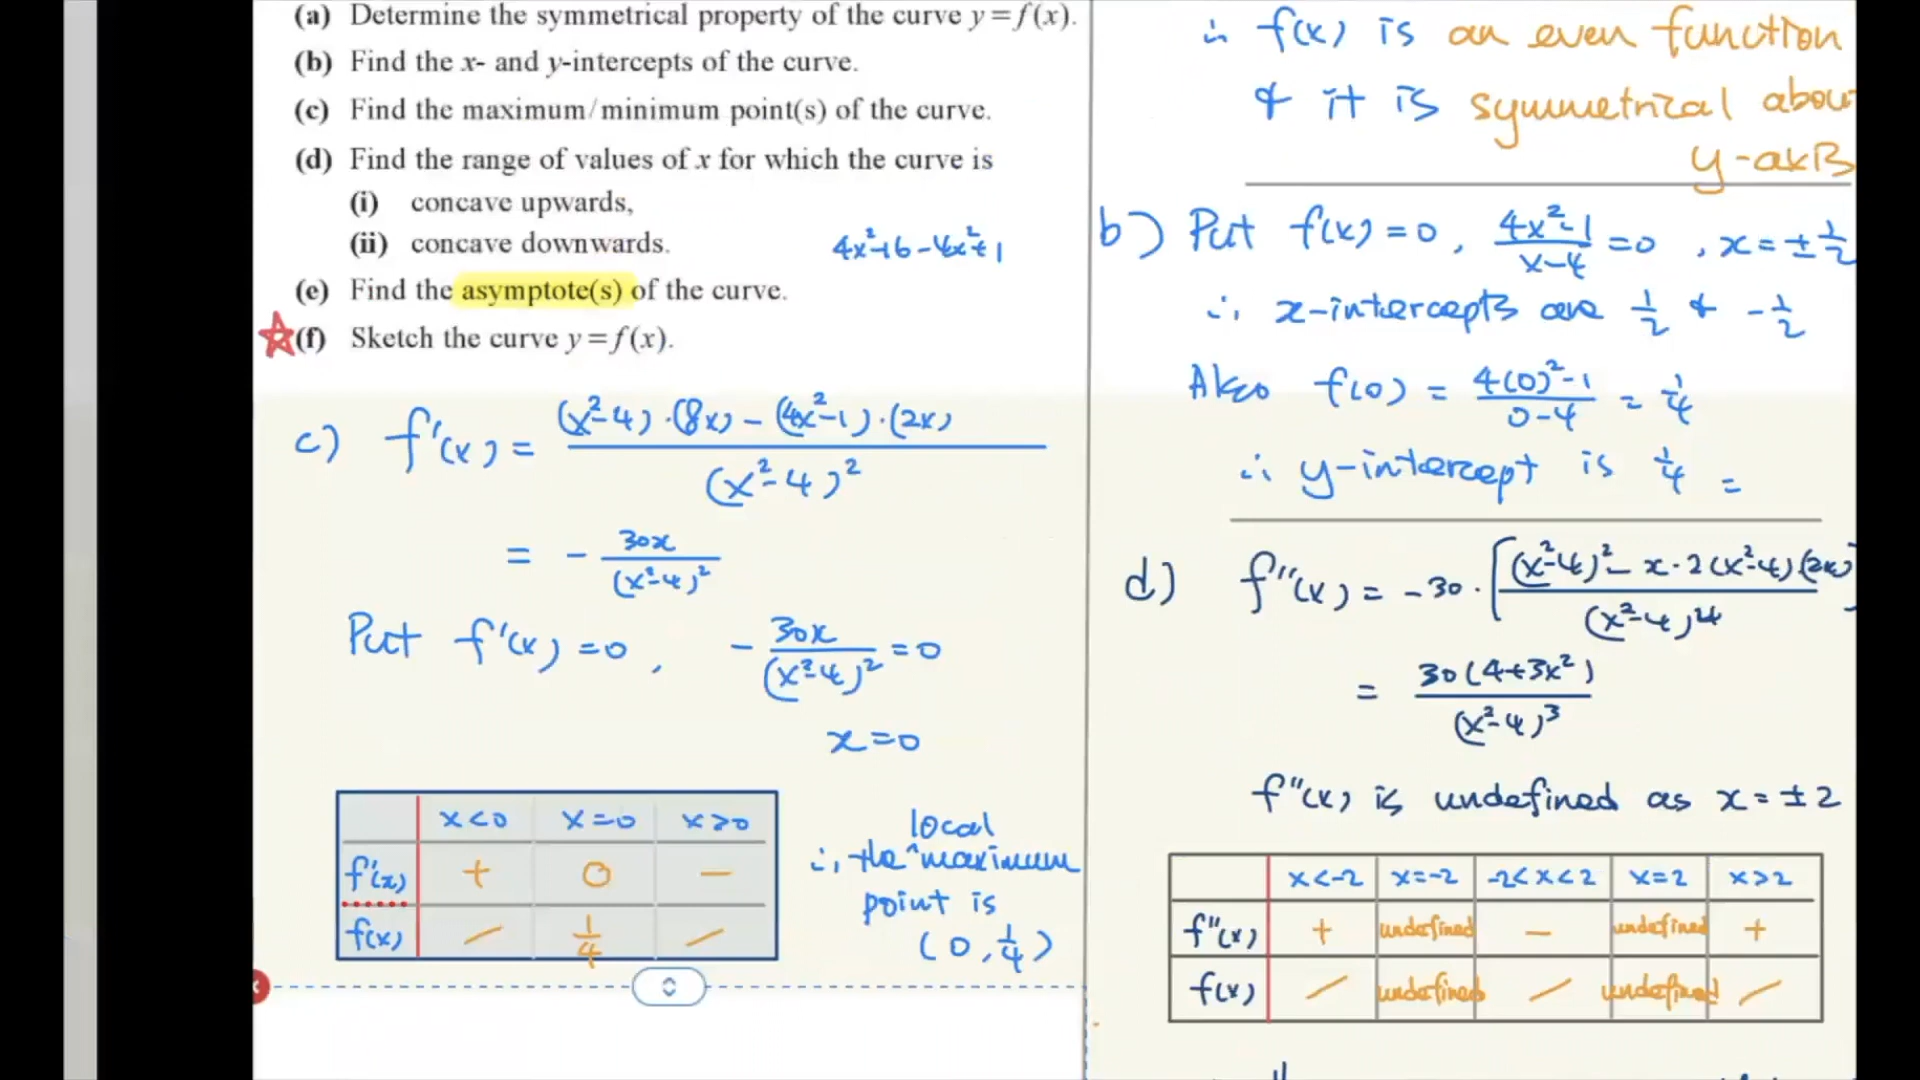 (a) Determine the symmetrical property of the curve y=f(x).
(b) Find the x- and y-intercepts of the curve.
(c) Find the maximum/minimum point(s) of the curve.
(d) Find the range of values of x for which the curve is
(i) concave upwards,
(ii) concave downwards.
4x²-16-4x²+1
(e) Find the asymptote(s) of the curve.
(f) Sketch the curve y=f(x).
c) f'(x) = \frac{(x²-4)·(8x)-(4x²-1)·(2x)}{(x²-4)²}
= -\frac{30x}{(x²-4)²}
Put f'(x)=0, -\frac{30x}{(x²-4)²}=0
x=0
x<0 x=0 x>0
f'(x) + 0 -
f(x) / 1/4 /
local
∴ the ^ maximum
point is
(0, 1/4)
∴ f(x) is an even function
& it is symmetrical abou
y-axis
b) Put f(x)=0, \frac{4x²-1}{x-4}=0, x=±1/2
∴ x-intercepts are 1/2 & -1/2
Also f(0) = \frac{4(0)²-1}{0-4} = 1/4
∴ y-intercept is 1/4 =
d) f''(x) = -30·[\frac{(x²-4)²-x·2(x²-4)(2x)}{(x²-4)⁴}]
= \frac{30(4+3x²)}{(x²-4)³}
f''(x) is undefined as x=±2
x<-2 x=-2 -2<x<2 x=2 x>2
f''(x) + undefined - undefined +
f(x) / undefined / undefined /